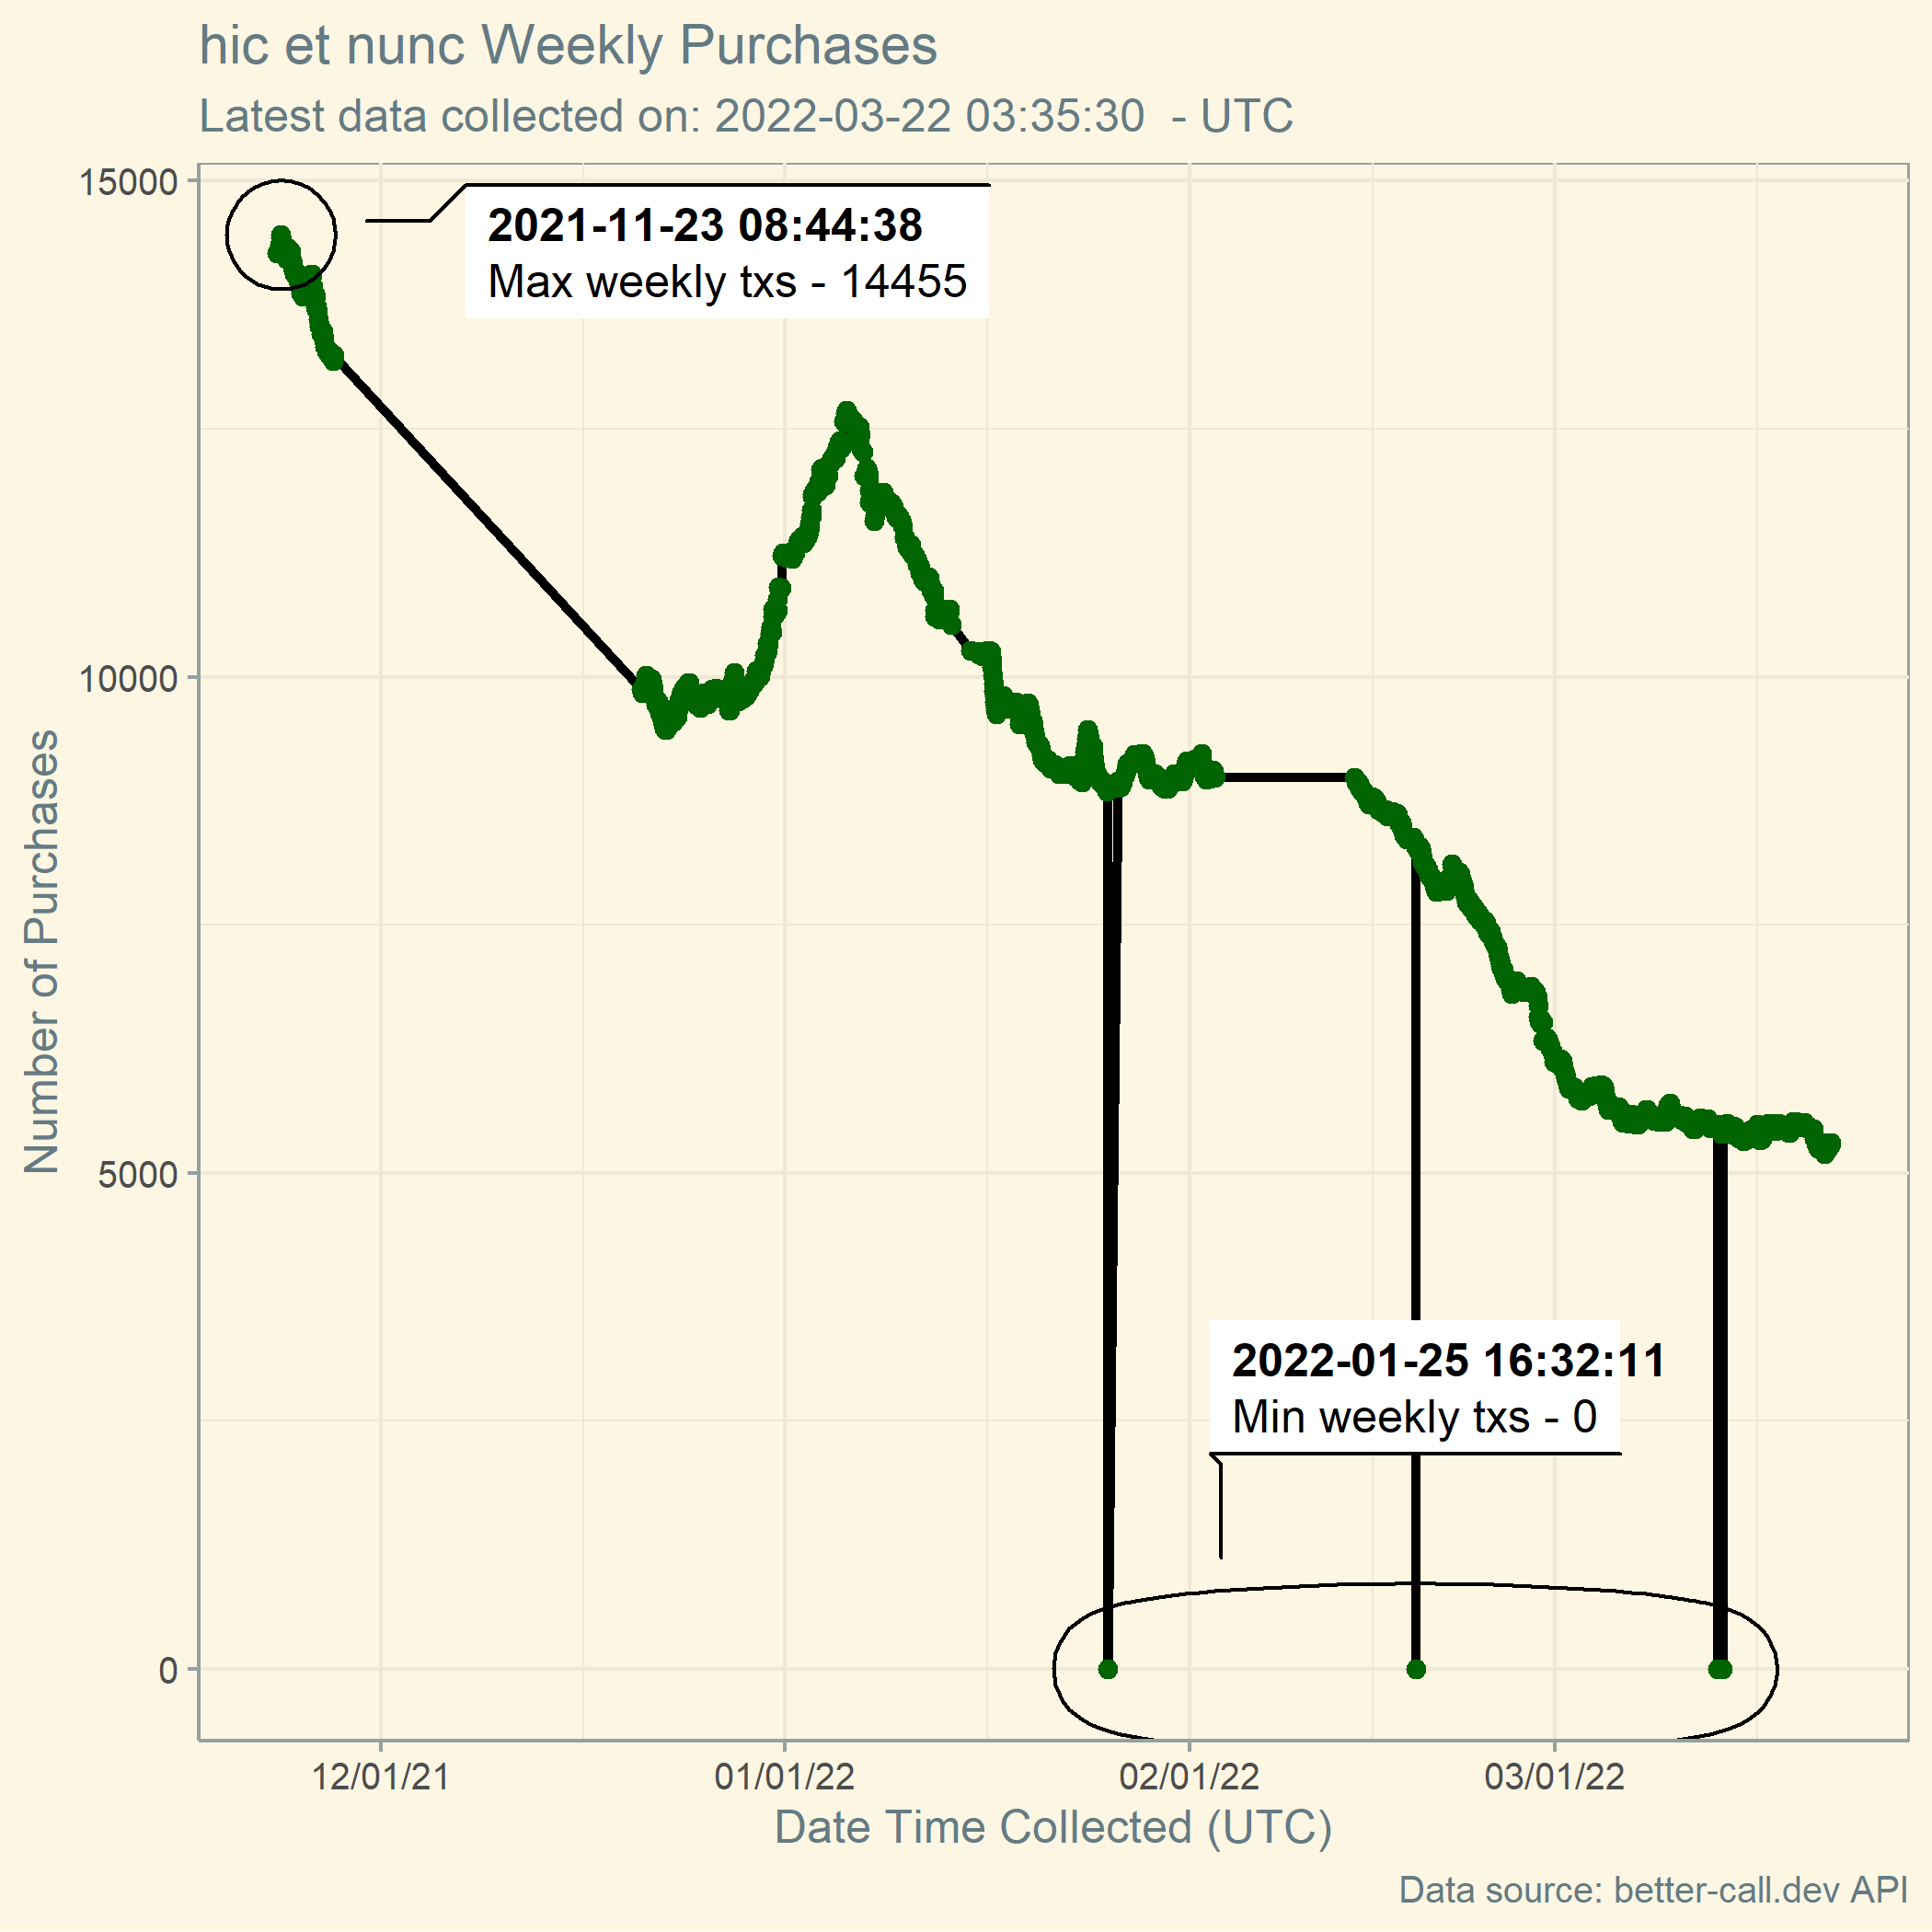 hic et nunc Weekly Purchases
Latest data collected on: 2022-03-22 03:35:30 - UTC
15000
2021-11-23 08:44:38
Max weekly txs - 14455
10000
Number of Purchases
5000
2022-01-25 16:32:11
Min weekly txs - 0
0
12/01/21 01/01/22 02/01/22 03/01/22
Date Time Collected (UTC)
Data source: better-call.dev API